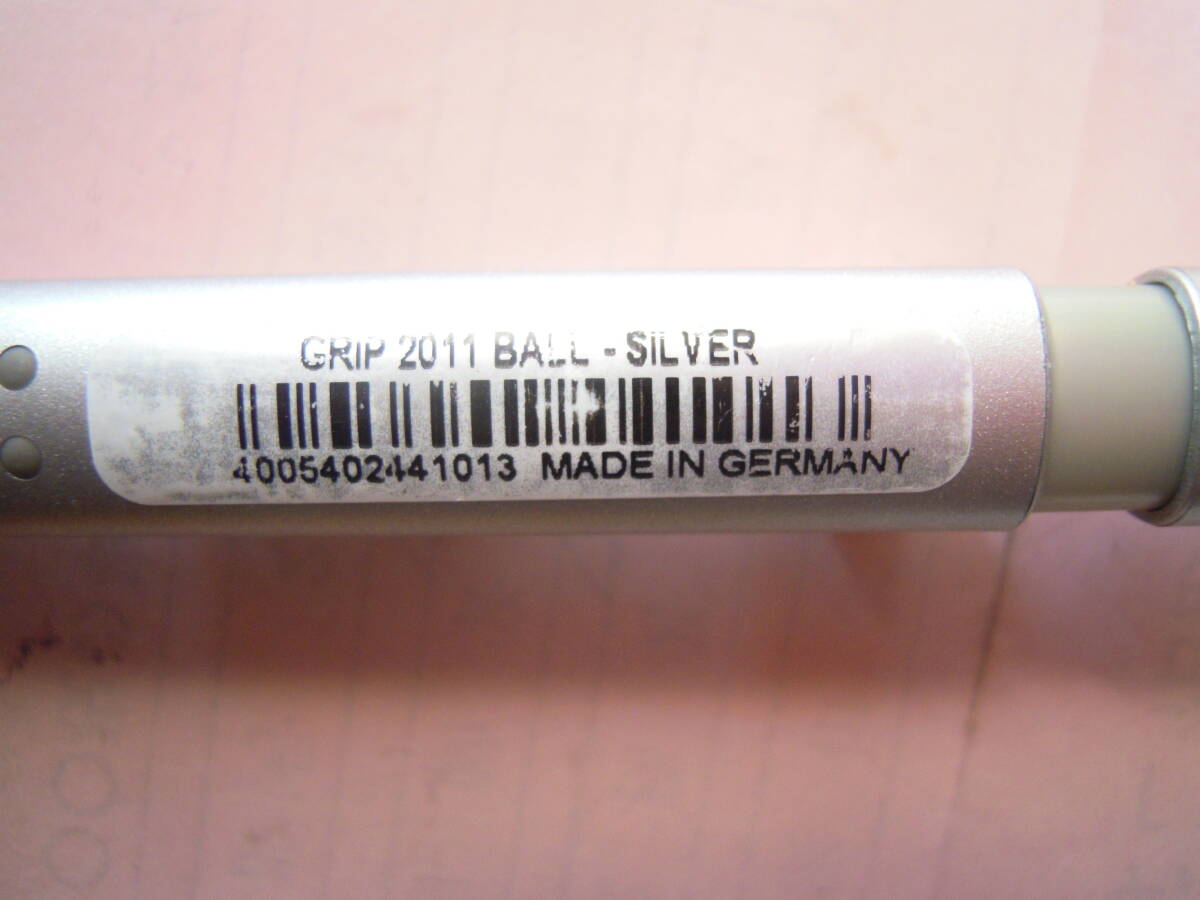 GRIP 2011 BALL - SILVER
4005402441013 MADE IN GERMANY